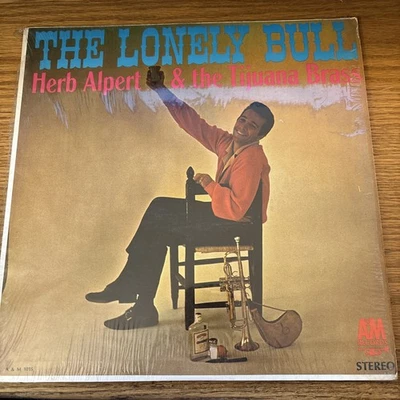 THE LONELY BULL
Herb Alpert & the Tijuana Brass
A&M
STEREO